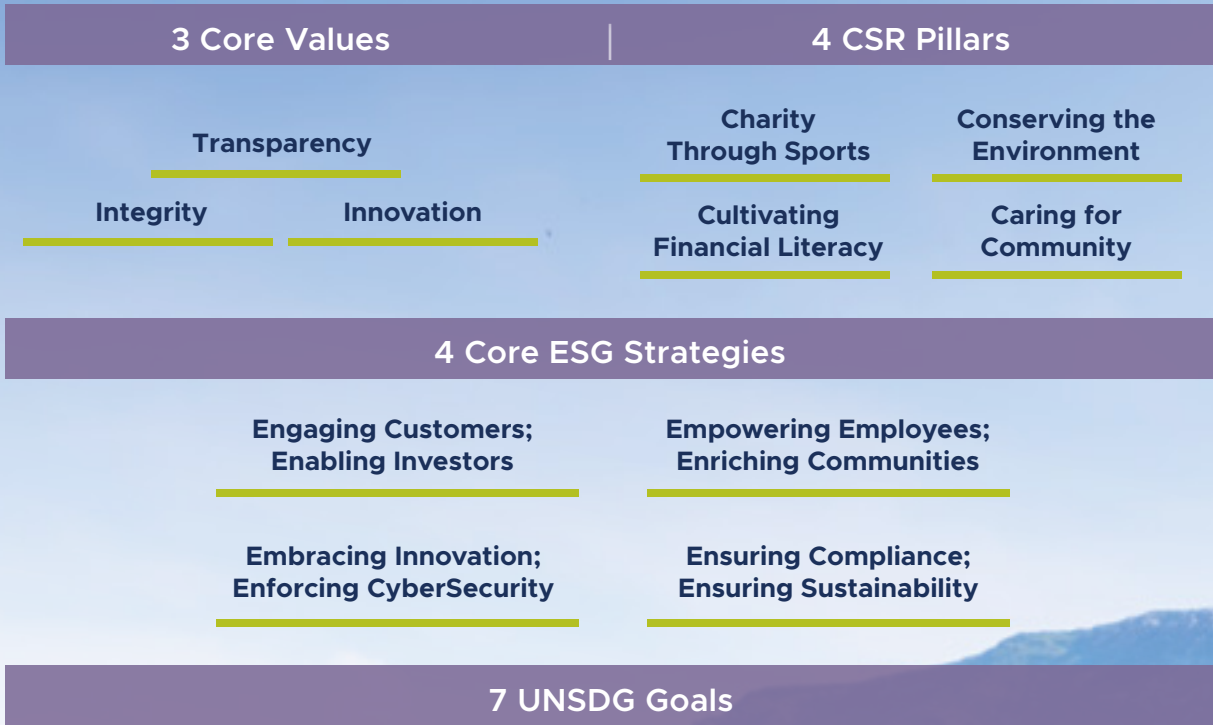 3 Core Values | 4 CSR Pillars
Transparency
Integrity Innovation
Charity
Through Sports
Conserving the
Environment
Cultivating
Financial Literacy
Caring for
Community
4 Core ESG Strategies
Engaging Customers;
Enabling Investors
Empowering Employees;
Enriching Communities
Embracing Innovation;
Enforcing CyberSecurity
Ensuring Compliance;
Ensuring Sustainability
7 UNSDG Goals